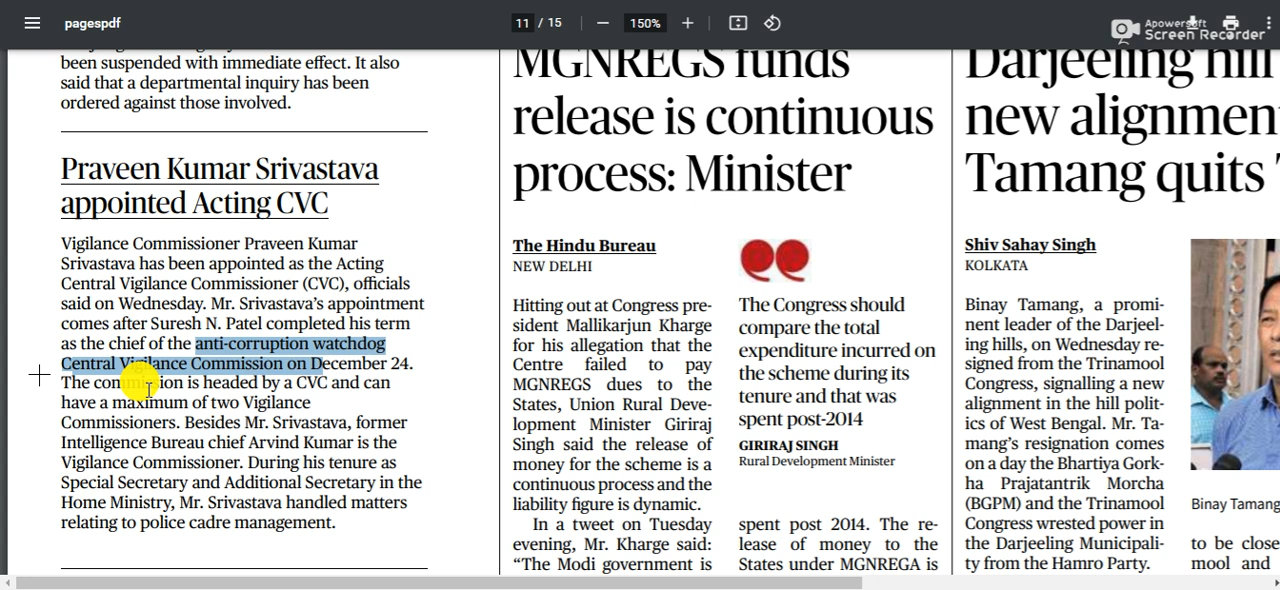 pagespdf
11 / 15
150%
Apowersoft
Screen Recorder
been suspended with immediate effect. It also
said that a departmental inquiry has been
ordered against those involved.
Praveen Kumar Srivastava
appointed Acting CVC
Vigilance Commissioner Praveen Kumar
Srivastava has been appointed as the Acting
Central Vigilance Commissioner (CVC), officials
said on Wednesday. Mr. Srivastava's appointment
comes after Suresh N. Patel completed his term
as the chief of the anti-corruption watchdog
Central Vigilance Commission on December 24.
The commission is headed by a CVC and can
have a maximum of two Vigilance
Commissioners. Besides Mr. Srivastava, former
Intelligence Bureau chief Arvind Kumar is the
Vigilance Commissioner. During his tenure as
Special Secretary and Additional Secretary in the
Home Ministry, Mr. Srivastava handled matters
relating to police cadre management.
MGNREGS funds
release is continuous
process: Minister
The Hindu Bureau
NEW DELHI
Hitting out at Congress pre-
sident Mallikarjun Kharge
for his allegation that the
Centre failed to pay
MGNREGS dues to the
States, Union Rural Deve-
lopment Minister Giriraj
Singh said the release of
money for the scheme is a
continuous process and the
liability figure is dynamic.
In a tweet on Tuesday
evening, Mr. Kharge said:
"The Modi government is
The Congress should
compare the total
expenditure incurred on
the scheme during its
tenure and that was
spent post-2014
GIRIRAJ SINGH
Rural Development Minister
spent post 2014. The re-
lease of money to the
States under MGNREGA is
Darjeeling hill
new alignmen
Tamang quits
Shiv Sahay Singh
KOLKATA
Binay Tamang, a promi-
nent leader of the Darjeel-
ing hills, on Wednesday re-
signed from the Trinamool
Congress, signalling a new
alignment in the hill polit-
ics of West Bengal. Mr. Ta-
mang's resignation comes
on a day the Bhartiya Gork-
ha Prajatantrik Morcha
(BGPM) and the Trinamool
Congress wrested power in
the Darjeeling Municipali-
ty from the Hamro Party.
Binay Tamang
to be close
mool and